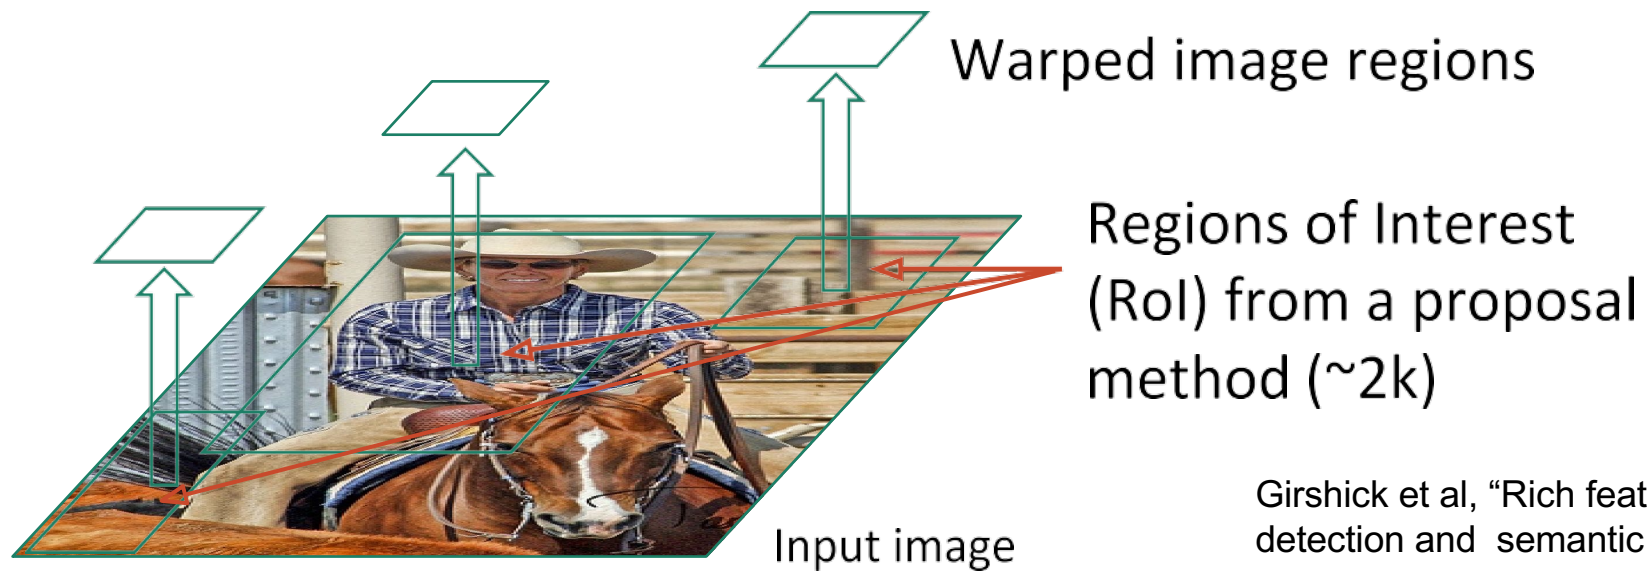 Warped image regions
Regions of Interest
(RoI) from a proposal
method (~2k)
Girshick et al, “Rich feat
detection and semantic
Input image